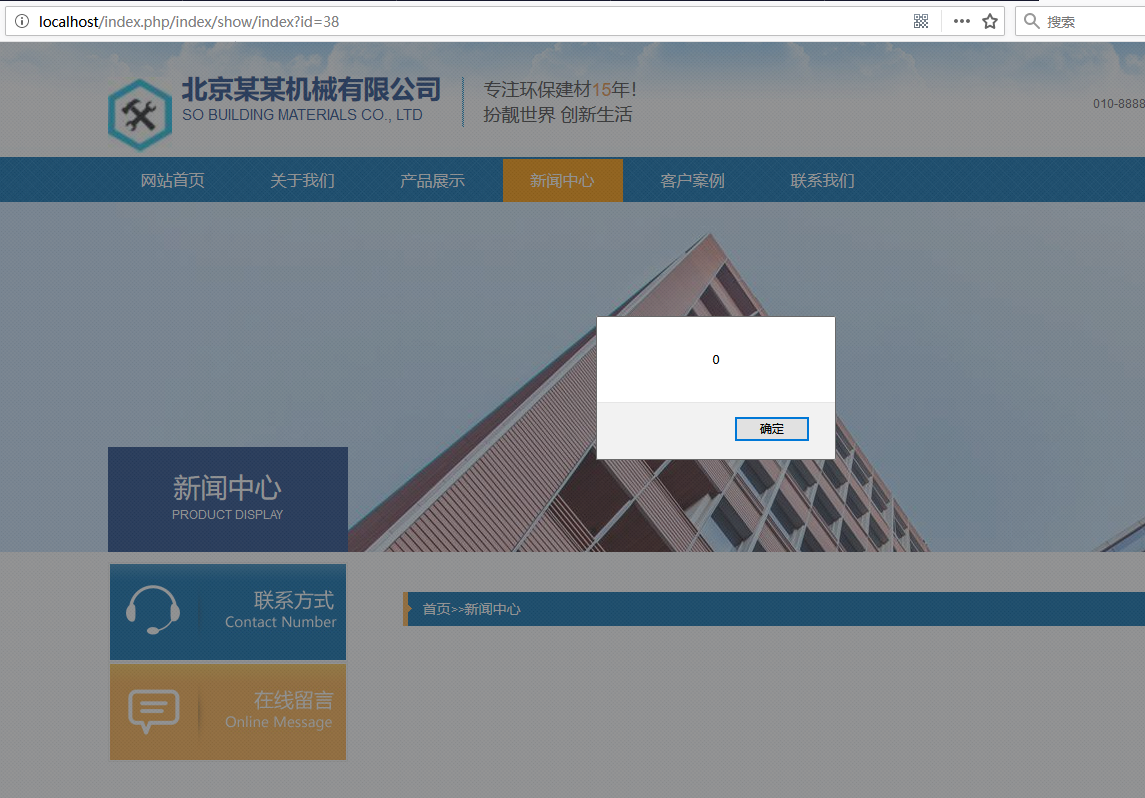 localhost/index.php/index/show/index?id=38
搜索
北京某某机械有限公司
SO BUILDING MATERIALS CO., LTD
专注环保建材15年!
扮靓世界 创新生活
010-8888
网站首页 关于我们 产品展示 新闻中心 客户案例 联系我们
0
确定
新闻中心
PRODUCT DISPLAY
联系方式
Contact Number
首页>>新闻中心
在线留言
Online Message